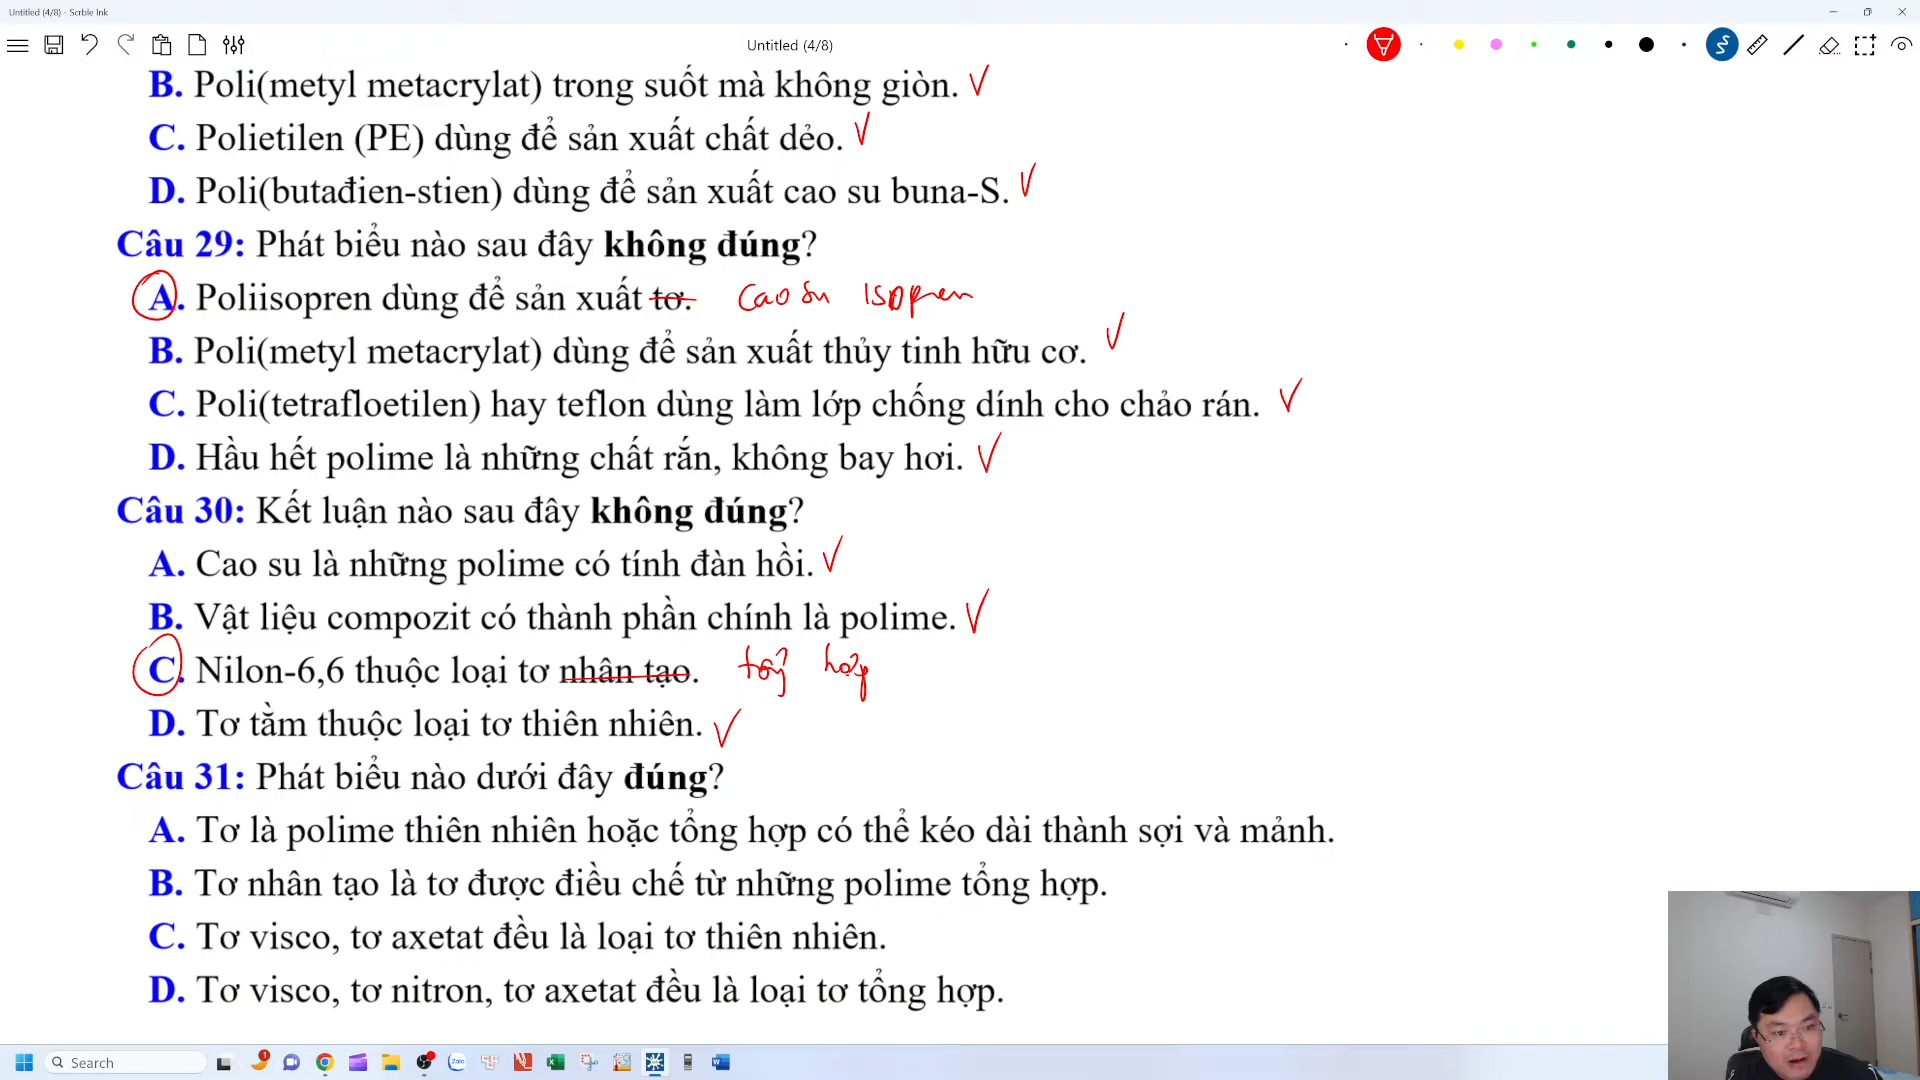 Untitled (4/8) - Scrble Ink
Untitled (4/8)
B. Poli(metyl metacrylat) trong suốt mà không giòn.
C. Polietilen (PE) dùng để sản xuất chất dẻo.
D. Poli(butađien-stien) dùng để sản xuất cao su buna-S.
Câu 29: Phát biểu nào sau đây không đúng?
A. Poliisopren dùng để sản xuất tơ. Cao su isopren
B. Poli(metyl metacrylat) dùng để sản xuất thủy tinh hữu cơ.
C. Poli(tetrafloetilen) hay teflon dùng làm lớp chống dính cho chảo rán.
D. Hầu hết polime là những chất rắn, không bay hơi.
Câu 30: Kết luận nào sau đây không đúng?
A. Cao su là những polime có tính đàn hồi.
B. Vật liệu compozit có thành phần chính là polime.
C. Nilon-6,6 thuộc loại tơ nhân tạo. tổng hợp
D. Tơ tằm thuộc loại tơ thiên nhiên.
Câu 31: Phát biểu nào dưới đây đúng?
A. Tơ là polime thiên nhiên hoặc tổng hợp có thể kéo dài thành sợi và mảnh.
B. Tơ nhân tạo là tơ được điều chế từ những polime tổng hợp.
C. Tơ visco, tơ axetat đều là loại tơ thiên nhiên.
D. Tơ visco, tơ nitron, tơ axetat đều là loại tơ tổng hợp.
Search
1
Zalo